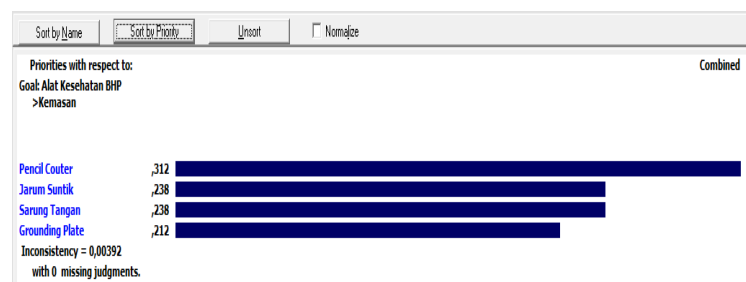 Sort by Name Sort by Priority Unsort Normalize
Priorities with respect to: Combined
Goal: Alat Kesehatan BHP
>Kemasan
Pencil Couter ,312
Jarum Suntik ,238
Sarung Tangan ,238
Grounding Plate ,212
Inconsistency = 0,00392
with 0 missing judgments.